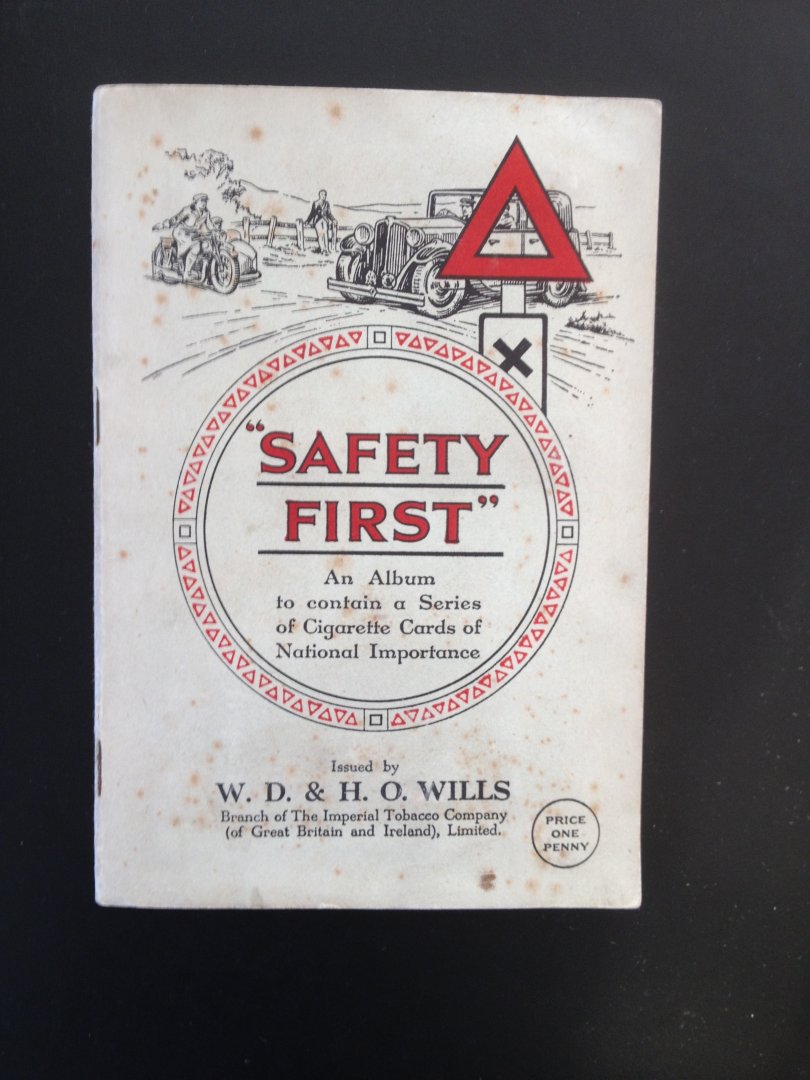 "SAFETY
FIRST"
An Album
to contain a Series
of Cigarette Cards of
National Importance
Issued by
W. D. & H. O. WILLS
Branch of The Imperial Tobacco Company
(of Great Britain and Ireland), Limited.
PRICE
ONE
PENNY